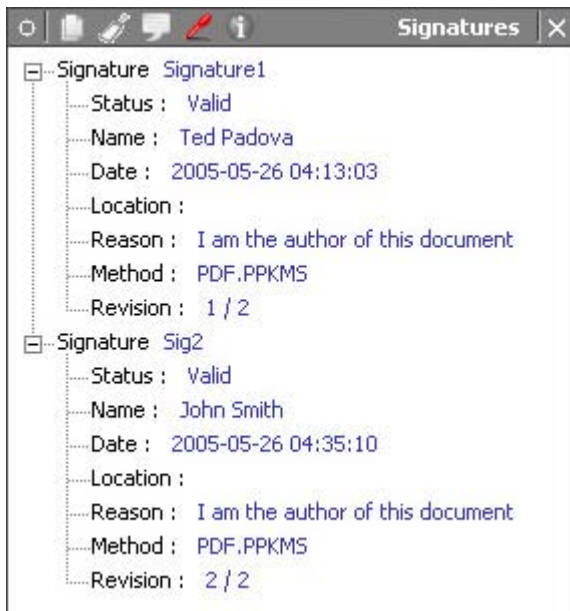 Signatures
Signature Signature1
Status : Valid
Name : Ted Padova
Date : 2005-05-26 04:13:03
Location :
Reason : I am the author of this document
Method : PDF.PPKMS
Revision : 1 / 2
Signature Sig2
Status : Valid
Name : John Smith
Date : 2005-05-26 04:35:10
Location :
Reason : I am the author of this document
Method : PDF.PPKMS
Revision : 2 / 2